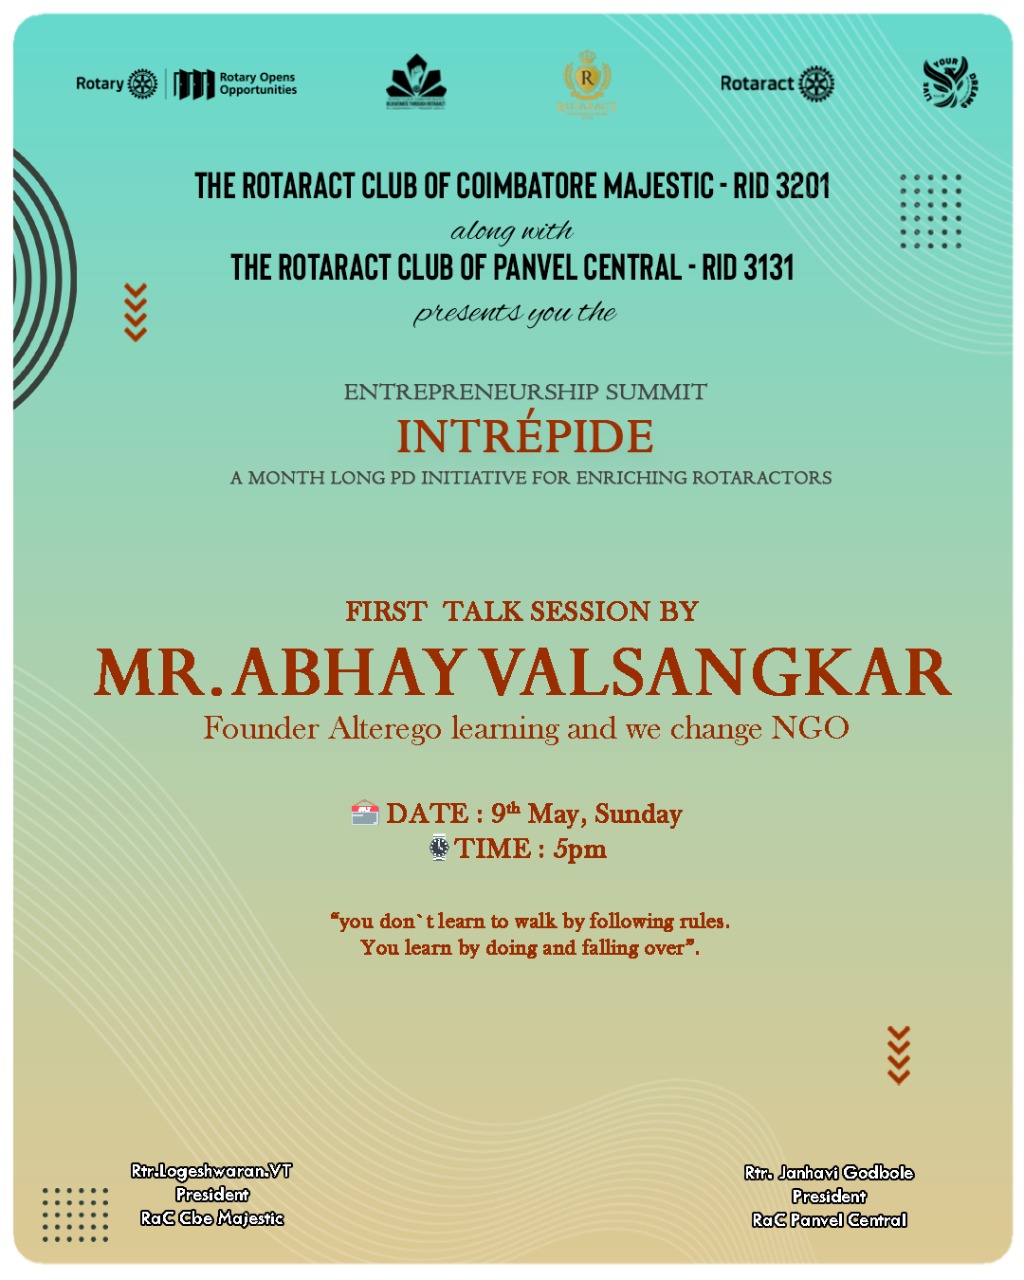 Rotary
Rotary Opens
Opportunities
R
ROTARACT
Rotaract
LIVE YOUR DREAMS
THE ROTARACT CLUB OF COIMBATORE MAJESTIC - RID 3201
along with
THE ROTARACT CLUB OF PANVEL CENTRAL - RID 3131
presents you the
ENTREPRENEURSHIP SUMMIT
INTRÉPIDE
A MONTH LONG PD INITIATIVE FOR ENRICHING ROTARACTORS
FIRST TALK SESSION BY
MR. ABHAY VALSANGKAR
Founder Alterego learning and we change NGO
DATE : 9th May, Sunday
TIME : 5pm
“you don`t learn to walk by following rules.
You learn by doing and falling over”.
Rtr.Logeshwaran.VT
President
RaC Cbe Majestic
Rtr. Janhavi Godbole
President
RaC Panvel Central